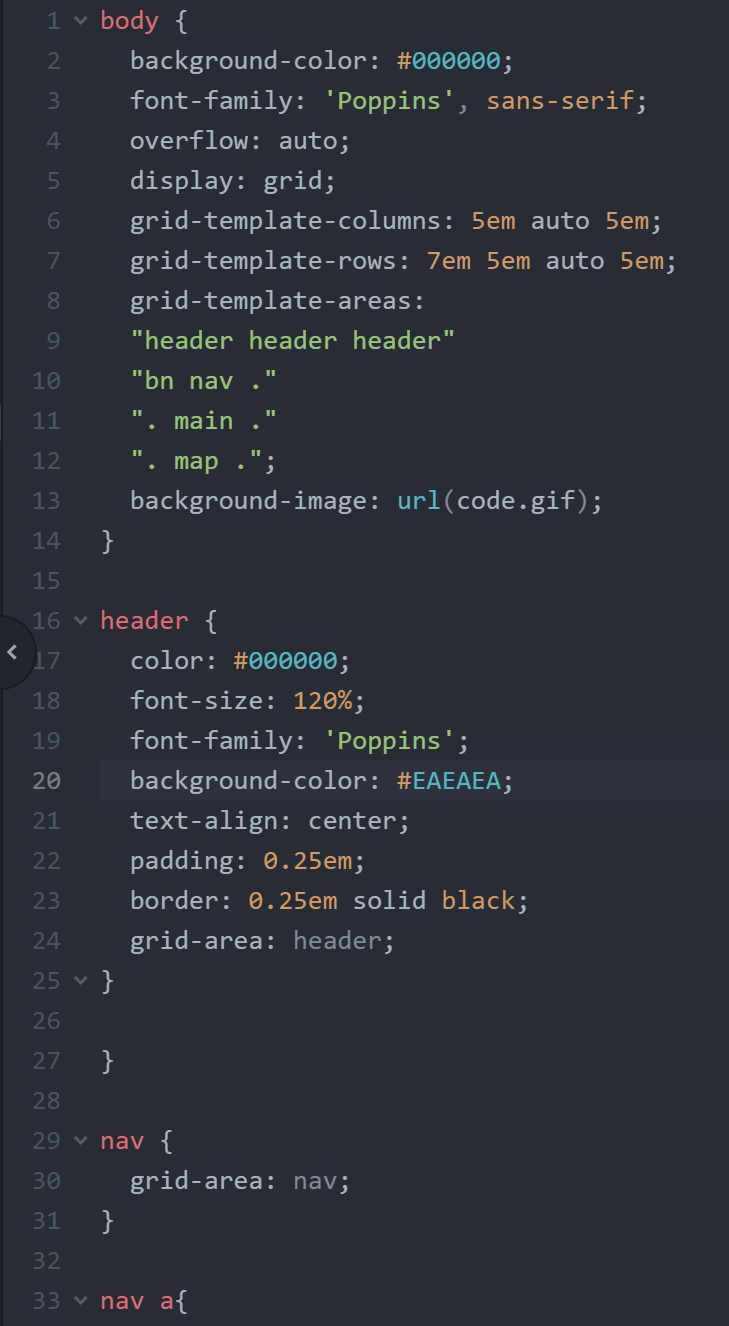 1 body {
2 background-color: #000000;
3 font-family: 'Poppins', sans-serif;
4 overflow: auto;
5 display: grid;
6 grid-template-columns: 5em auto 5em;
7 grid-template-rows: 7em 5em auto 5em;
8 grid-template-areas:
9 "header header header"
10 "bn nav ."
11 ". main ."
12 ". map .";
13 background-image: url(code.gif);
14 }
15
16 header {
17 color: #000000;
18 font-size: 120%;
19 font-family: 'Poppins';
20 background-color: #EAEAEA;
21 text-align: center;
22 padding: 0.25em;
23 border: 0.25em solid black;
24 grid-area: header;
25 }
26
27 }
28
29 nav {
30 grid-area: nav;
31 }
32
33 nav a{